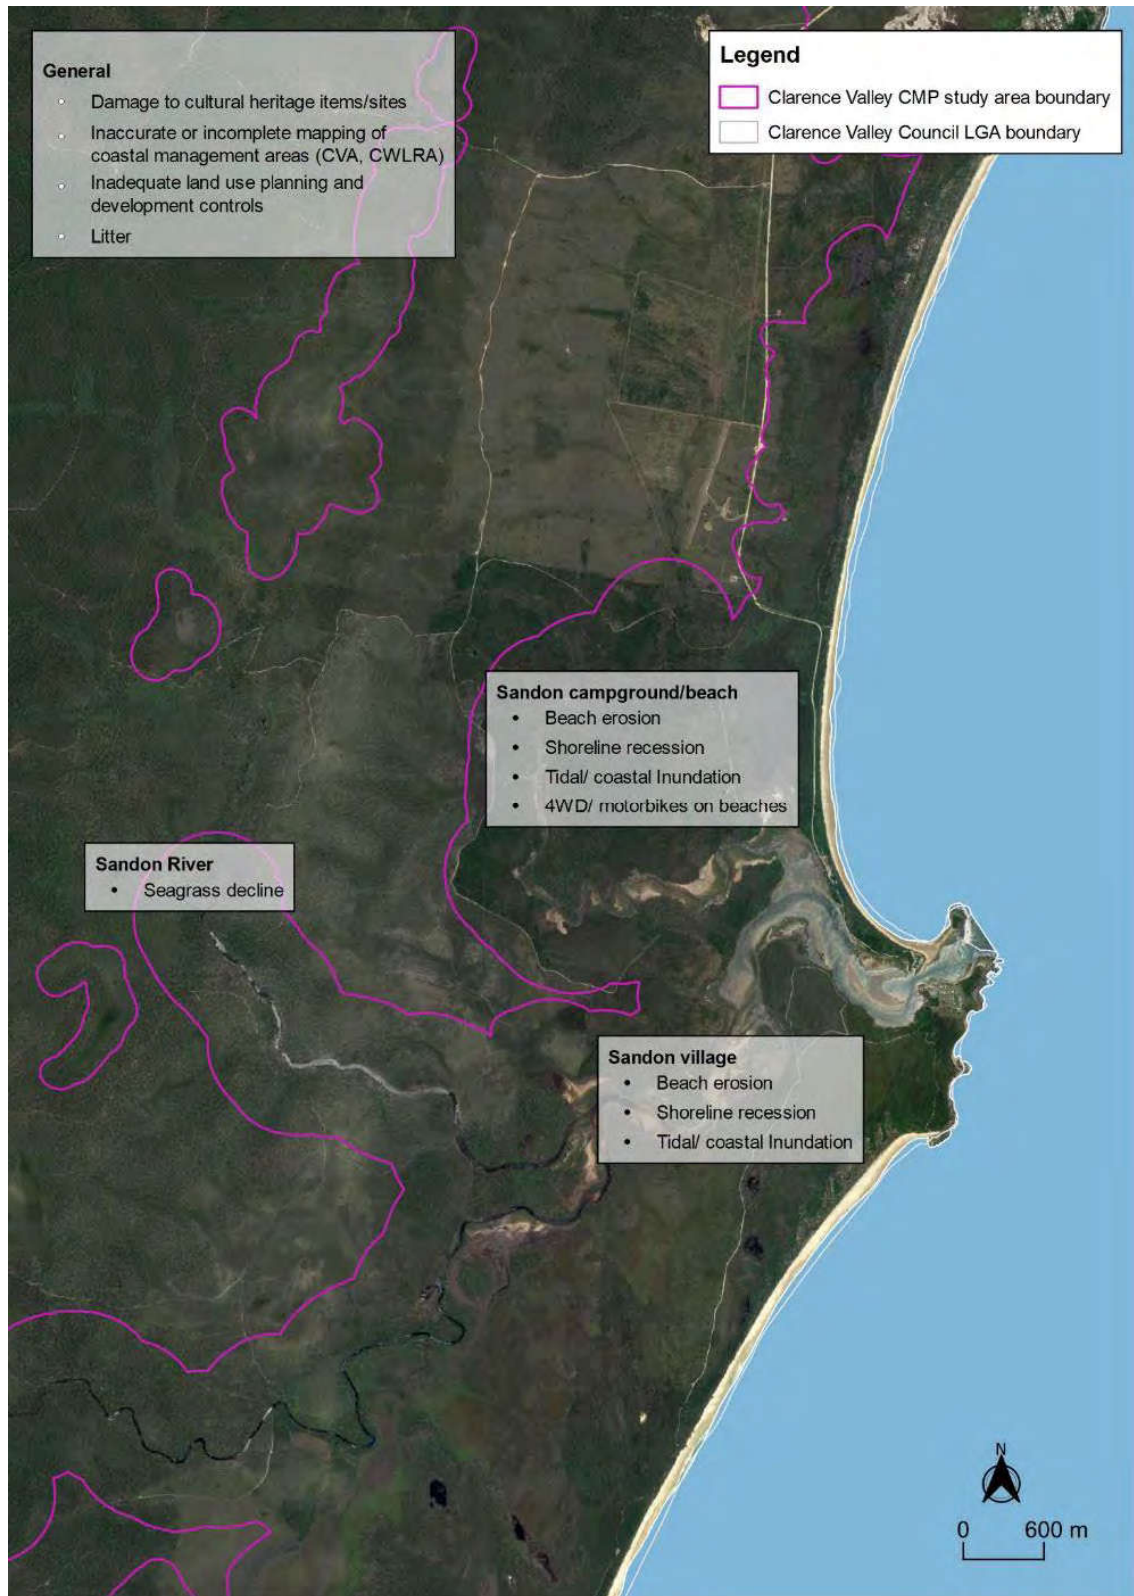 General
◦ Damage to cultural heritage items/sites
◦ Inaccurate or incomplete mapping of
coastal management areas (CVA, CWLRA)
◦ Inadequate land use planning and
development controls
◦ Litter
Legend
Clarence Valley CMP study area boundary
Clarence Valley Council LGA boundary
Sandon campground/beach
• Beach erosion
• Shoreline recession
• Tidal/ coastal Inundation
• 4WD/ motorbikes on beaches
Sandon River
• Seagrass decline
Sandon village
• Beach erosion
• Shoreline recession
• Tidal/ coastal Inundation
N
0 600 m